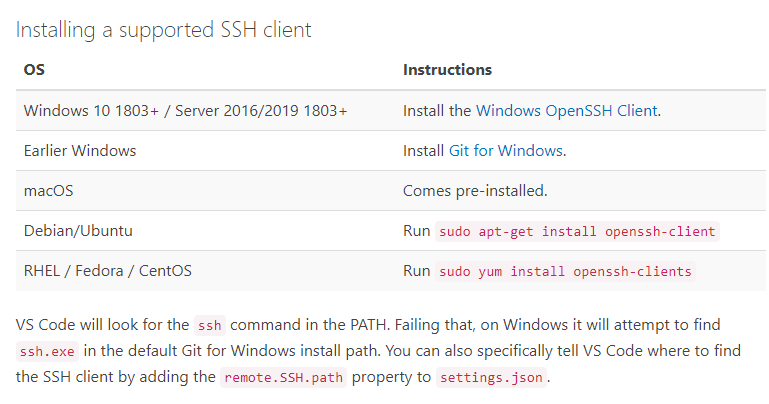 Installing a supported SSH client
OS Instructions
Windows 10 1803+ / Server 2016/2019 1803+ Install the Windows OpenSSH Client.
Earlier Windows Install Git for Windows.
macOS Comes pre-installed.
Debian/Ubuntu Run sudo apt-get install openssh-client
RHEL / Fedora / CentOS Run sudo yum install openssh-clients
VS Code will look for the ssh command in the PATH. Failing that, on Windows it will attempt to find
ssh.exe in the default Git for Windows install path. You can also specifically tell VS Code where to find
the SSH client by adding the remote.SSH.path property to settings.json.